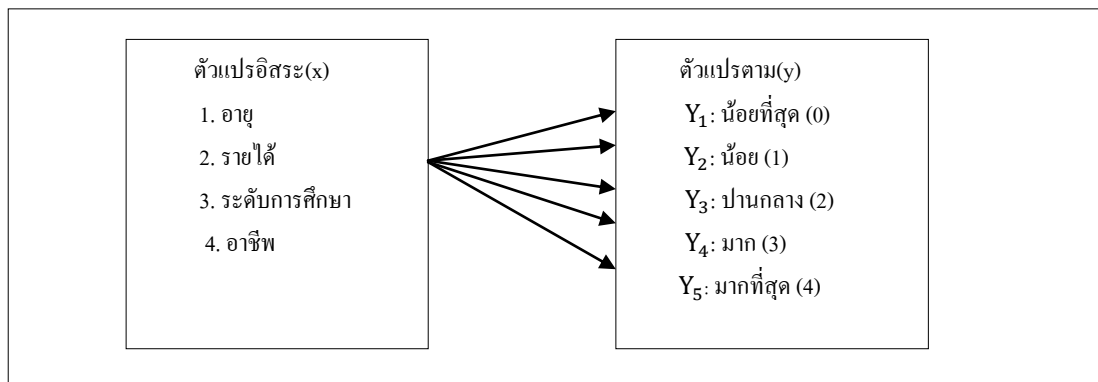 ตัวแปรอิสระ(x)
1. อายุ
2. รายได้
3. ระดับการศึกษา
4. อาชีพ
ตัวแปรตาม(y)
Y₁: น้อยที่สุด (0)
Y₂: น้อย (1)
Y₃: ปานกลาง (2)
Y₄: มาก (3)
Y₅: มากที่สุด (4)